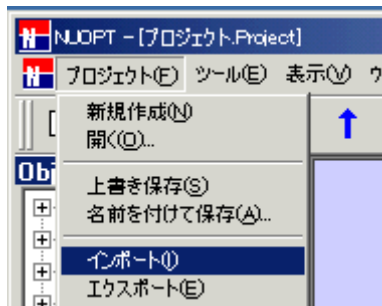 NUOPT - [プロジェクト.Project]
プロジェクト(F) ツール(E) 表示(V) ウ
新規作成(N)
開く(O)...
Obj
上書き保存(S)
名前を付けて保存(A)...
インポート(I)
エクスポート(E)